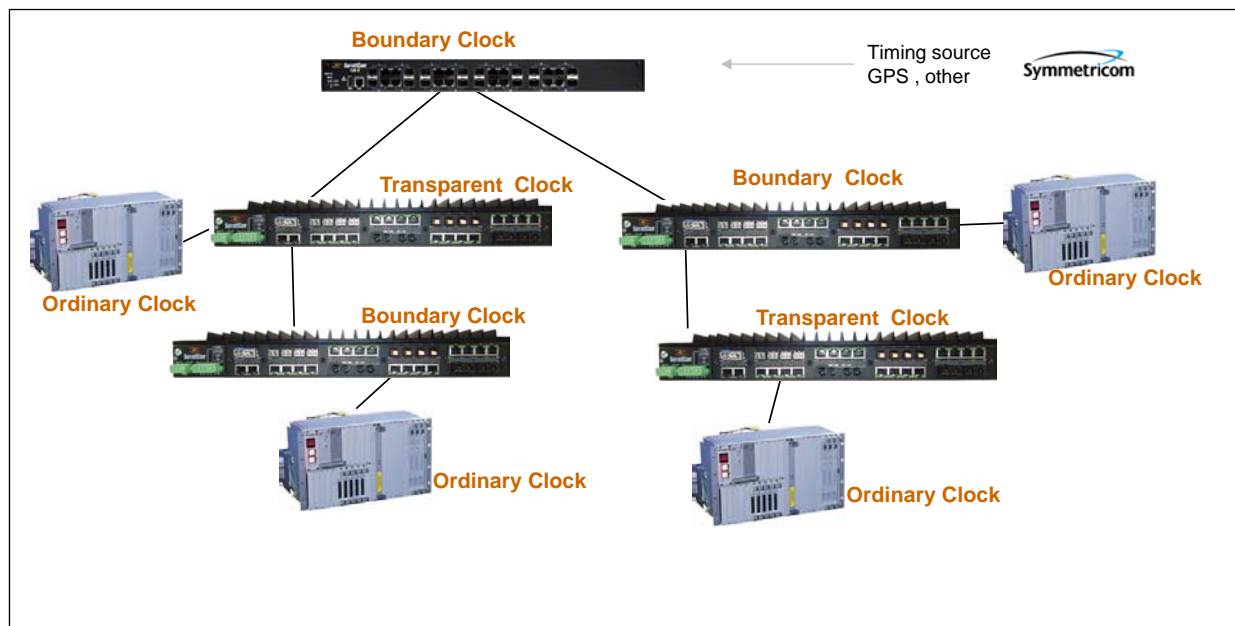 Boundary Clock
Timing source
GPS , other
Symmetricom
Transparent Clock
Boundary Clock
Ordinary Clock
Ordinary Clock
Boundary Clock
Transparent Clock
Ordinary Clock
Ordinary Clock